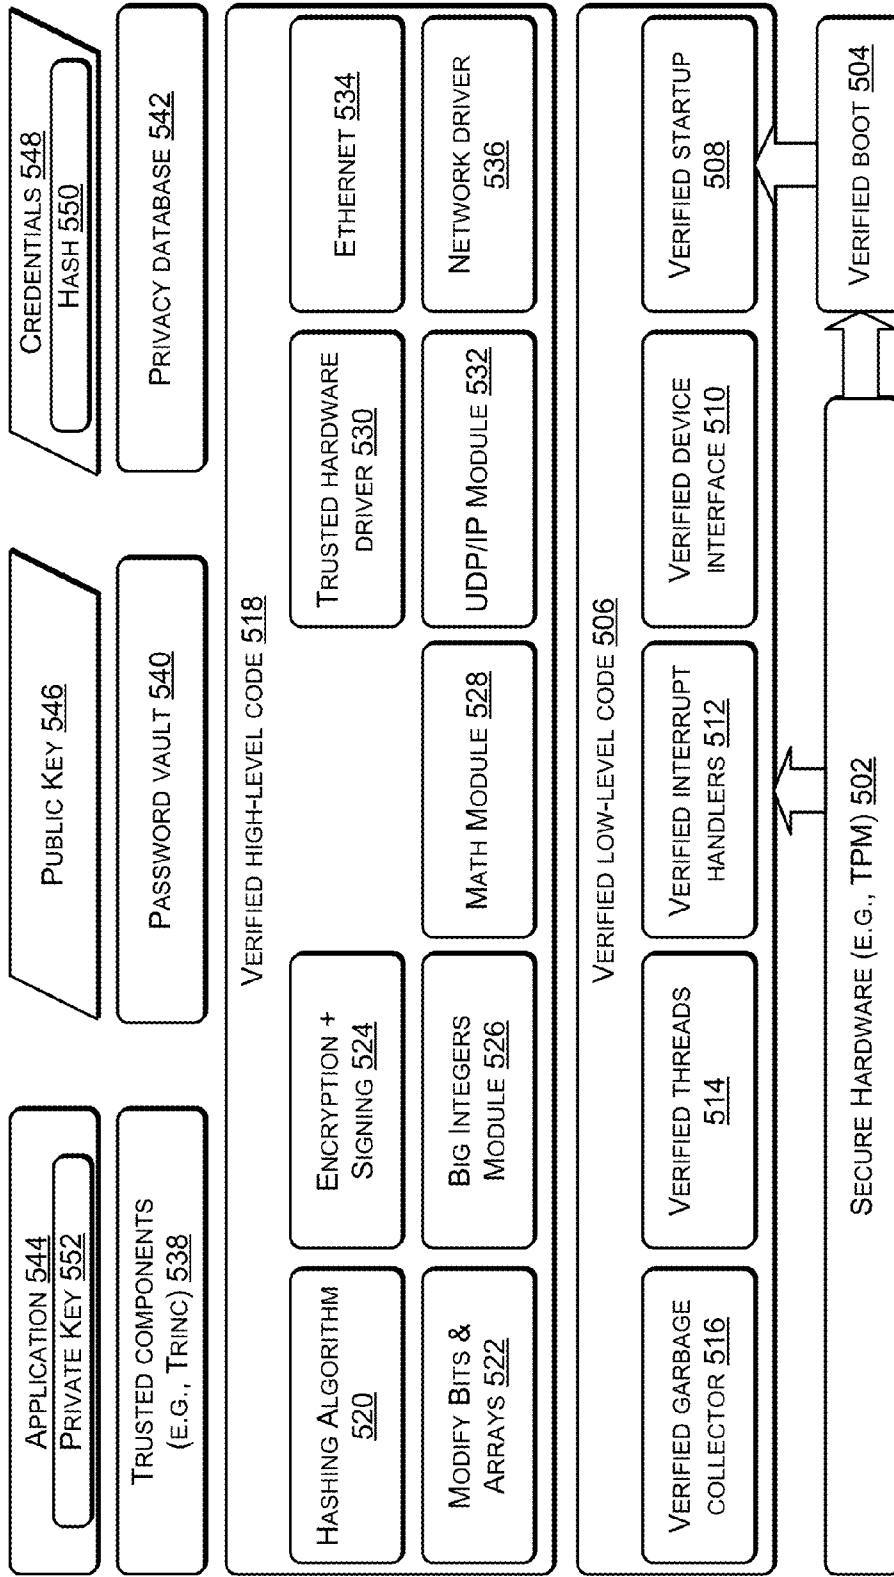 APPLICATION 544
PRIVATE KEY 552
PUBLIC KEY 546
CREDENTIALS 548
HASH 550
TRUSTED COMPONENTS
(E.G., TRINC) 538
PASSWORD VAULT 540
PRIVACY DATABASE 542
VERIFIED HIGH-LEVEL CODE 518
HASHING ALGORITHM
520
ENCRYPTION +
SIGNING 524
TRUSTED HARDWARE
DRIVER 530
ETHERNET 534
MODIFY BITS &
ARRAYS 522
BIG INTEGERS
MODULE 526
MATH MODULE 528
UDP/IP MODULE 532
NETWORK DRIVER
536
VERIFIED LOW-LEVEL CODE 506
VERIFIED GARBAGE
COLLECTOR 516
VERIFIED THREADS
514
VERIFIED INTERRUPT
HANDLERS 512
VERIFIED DEVICE
INTERFACE 510
VERIFIED STARTUP
508
SECURE HARDWARE (E.G., TPM) 502
VERIFIED BOOT 504